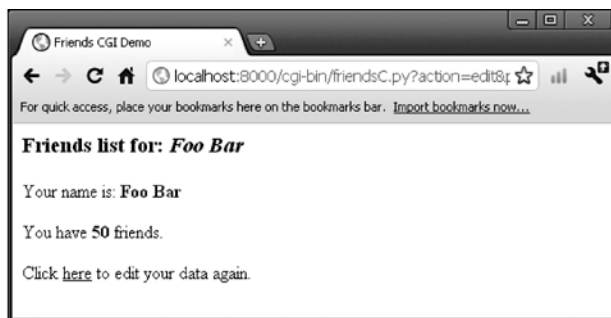 Friends CGI Demo
localhost:8000/cgi-bin/friendsC.py?action=edit&p
For quick access, place your bookmarks here on the bookmarks bar. Import bookmarks now...
Friends list for: Foo Bar
Your name is: Foo Bar
You have 50 friends.
Click here to edit your data again.